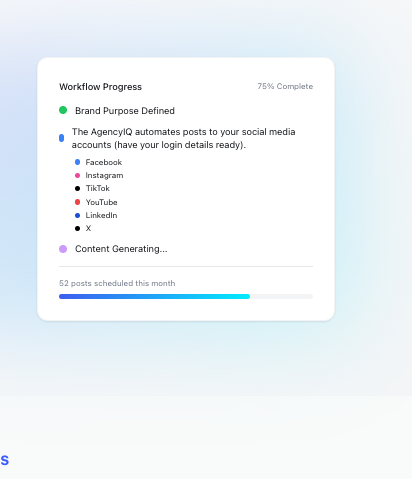 Workflow Progress 75% Complete
Brand Purpose Defined
The AgencyIQ automates posts to your social media
accounts (have your login details ready).
Facebook
Instagram
TikTok
YouTube
LinkedIn
X
Content Generating...
52 posts scheduled this month
s